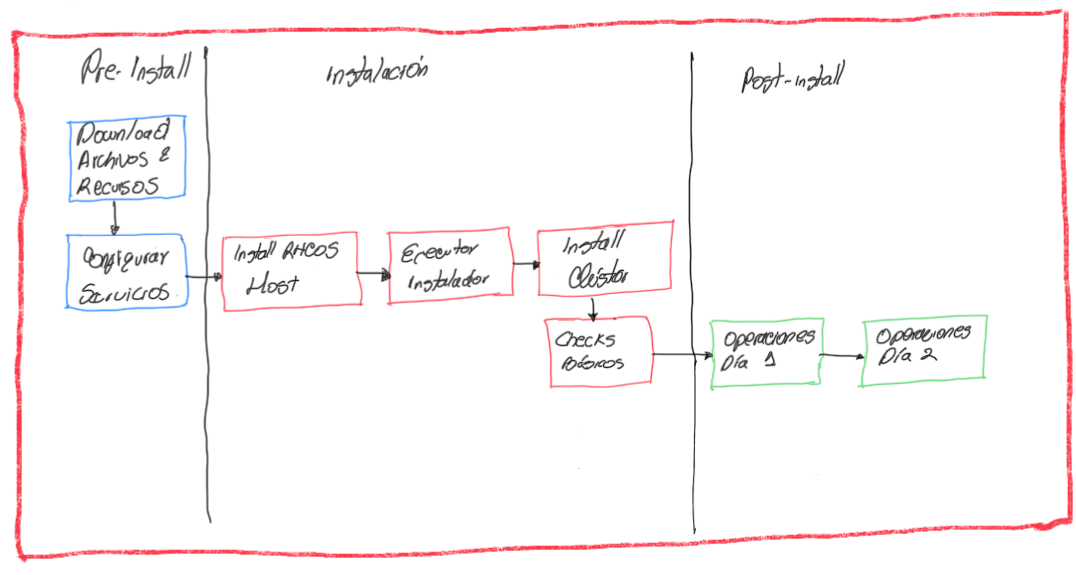 Pre-Install
Instalación
Post-install
Download
Archivos &
Recursos
Configurar
Servicios
Install RHCOS
Host
Ejecutar
Instalador
Install
Clúster
Checks
Básicos
Operaciones
Día 1
Operaciones
Día 2